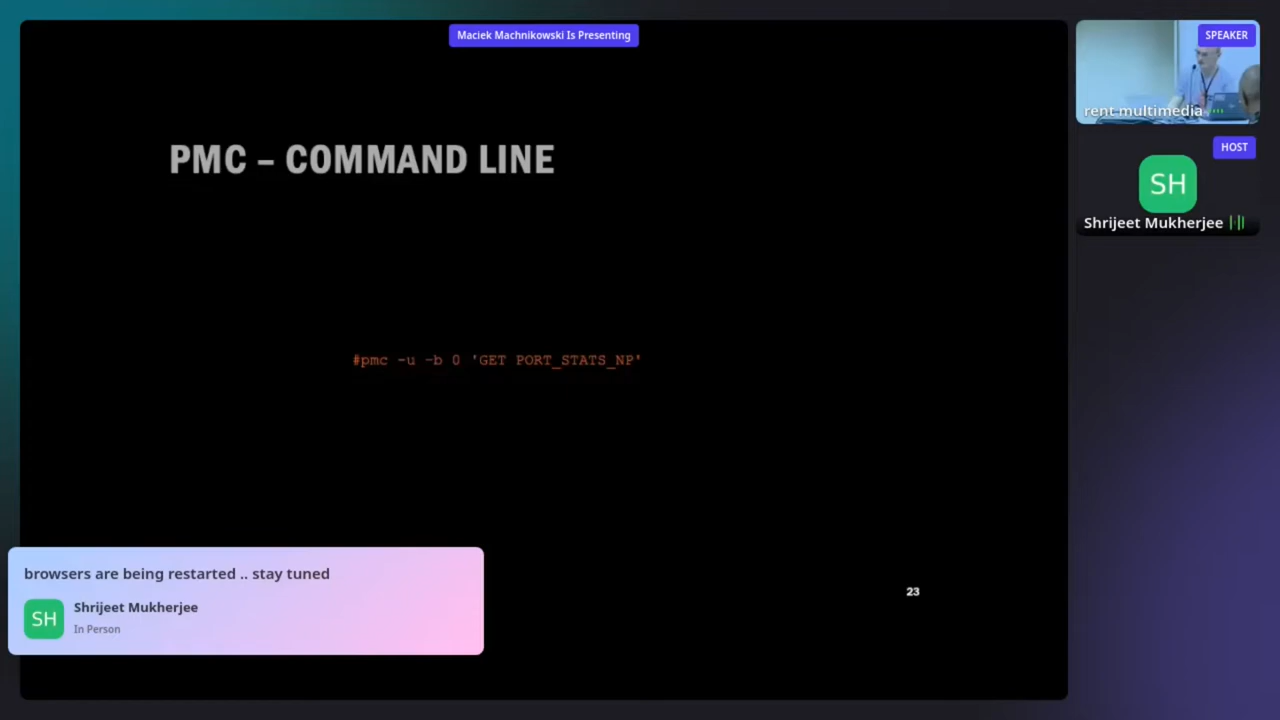 Maciek Machnikowski Is Presenting
SPEAKER
rent-multimedia
HOST
SH
Shrijeet Mukherjee
PMC – COMMAND LINE
#pmc -u -b 0 'GET PORT_STATS_NP'
browsers are being restarted .. stay tuned
SH
Shrijeet Mukherjee
In Person
23